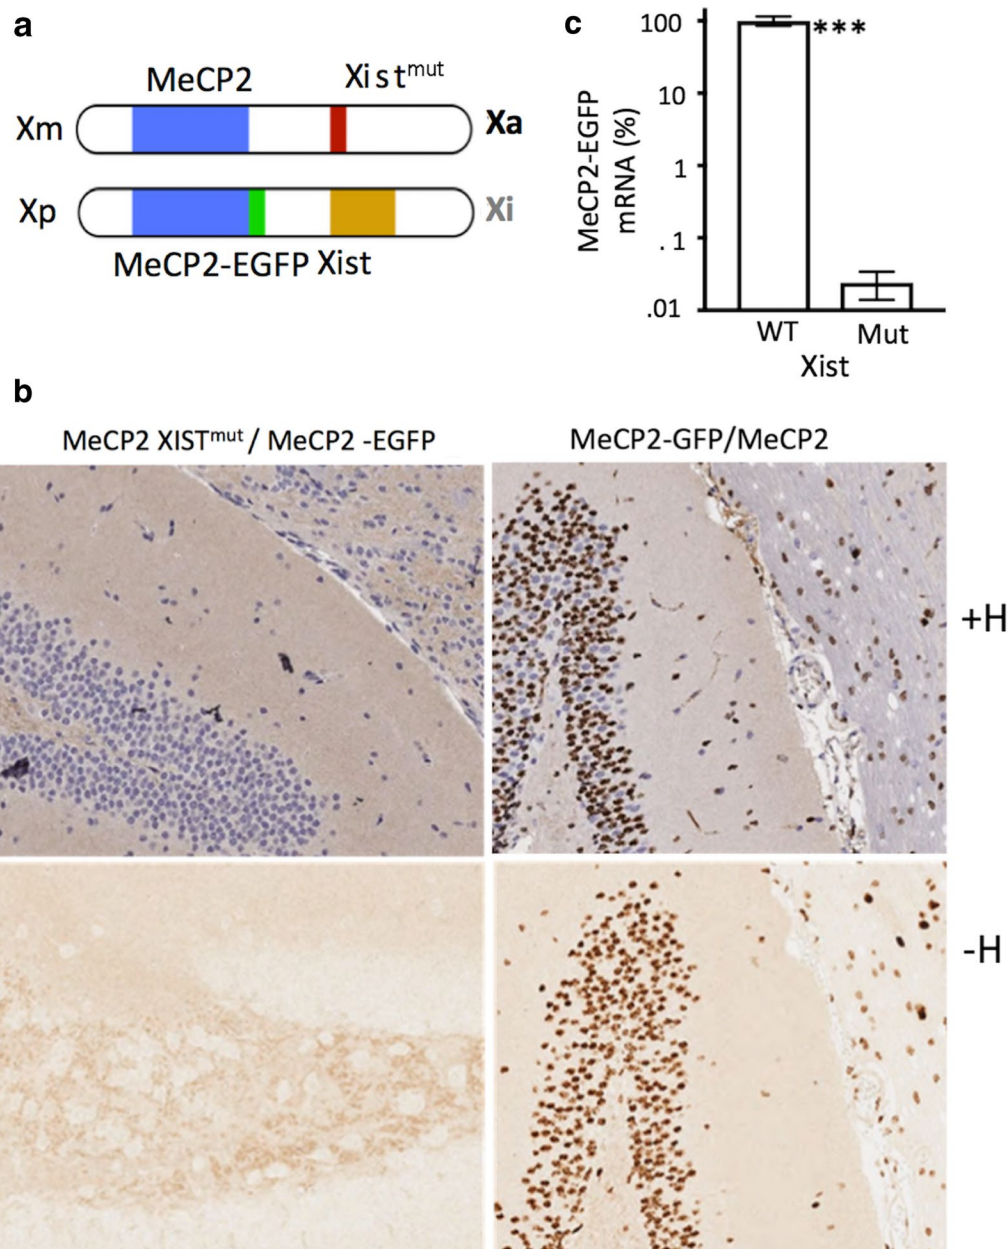 a
MeCP2 Xistᵐᵘᵗ
Xm Xa
Xp Xi
MeCP2-EGFP Xist
c
MeCP2-EGFP
mRNA (%)
100
10
1
.1
.01
***
WT Mut
Xist
b
MeCP2 XISTᵐᵘᵗ / MeCP2 -EGFP MeCP2-GFP/MeCP2
+H
-H